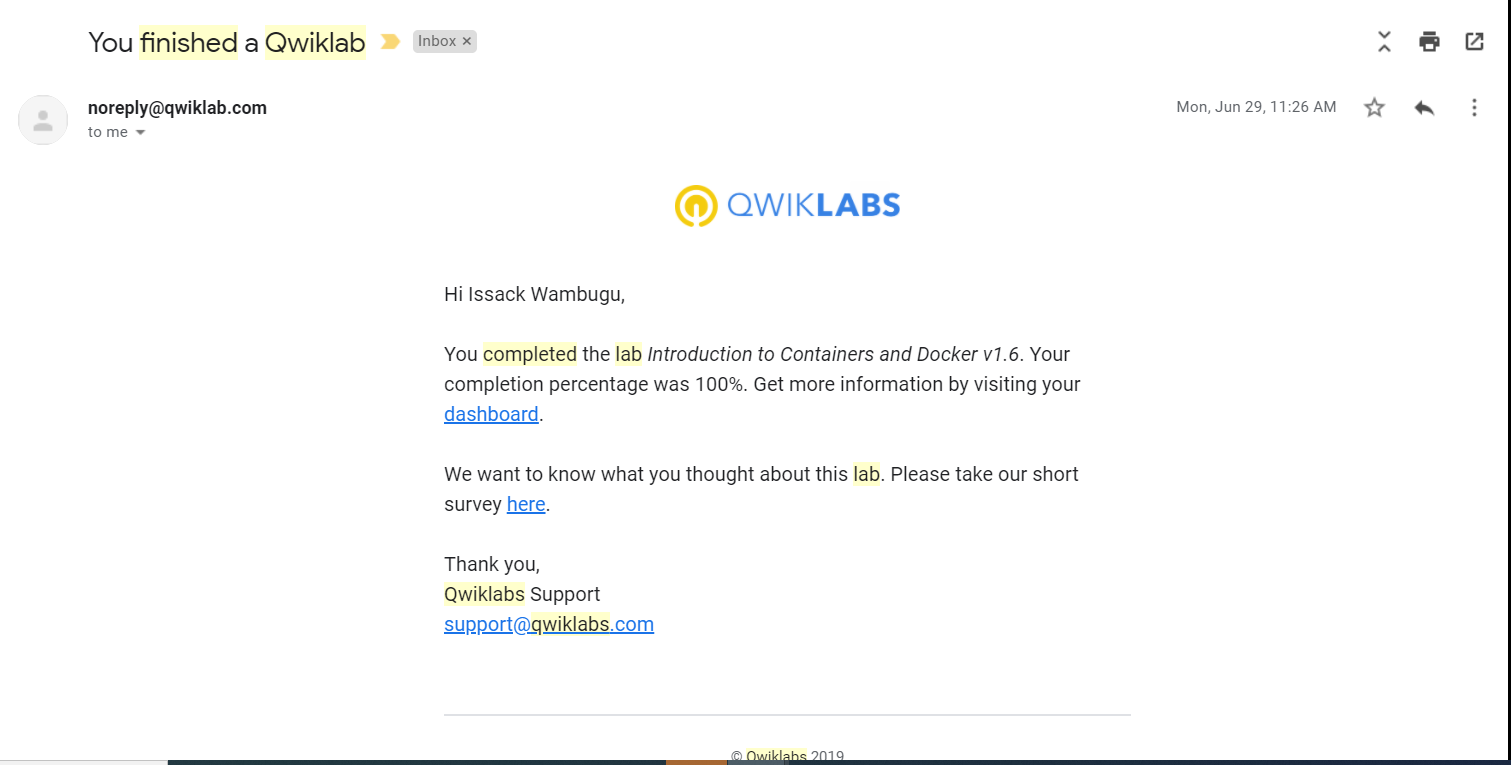 You finished a Qwiklab
Inbox ×
noreply@qwiklab.com
Mon, Jun 29, 11:26 AM
to me
QWIKLABS
Hi Issack Wambugu,
You completed the lab Introduction to Containers and Docker v1.6. Your
completion percentage was 100%. Get more information by visiting your
dashboard.
We want to know what you thought about this lab. Please take our short
survey here.
Thank you,
Qwiklabs Support
support@qwiklabs.com
© Qwiklabs 2019